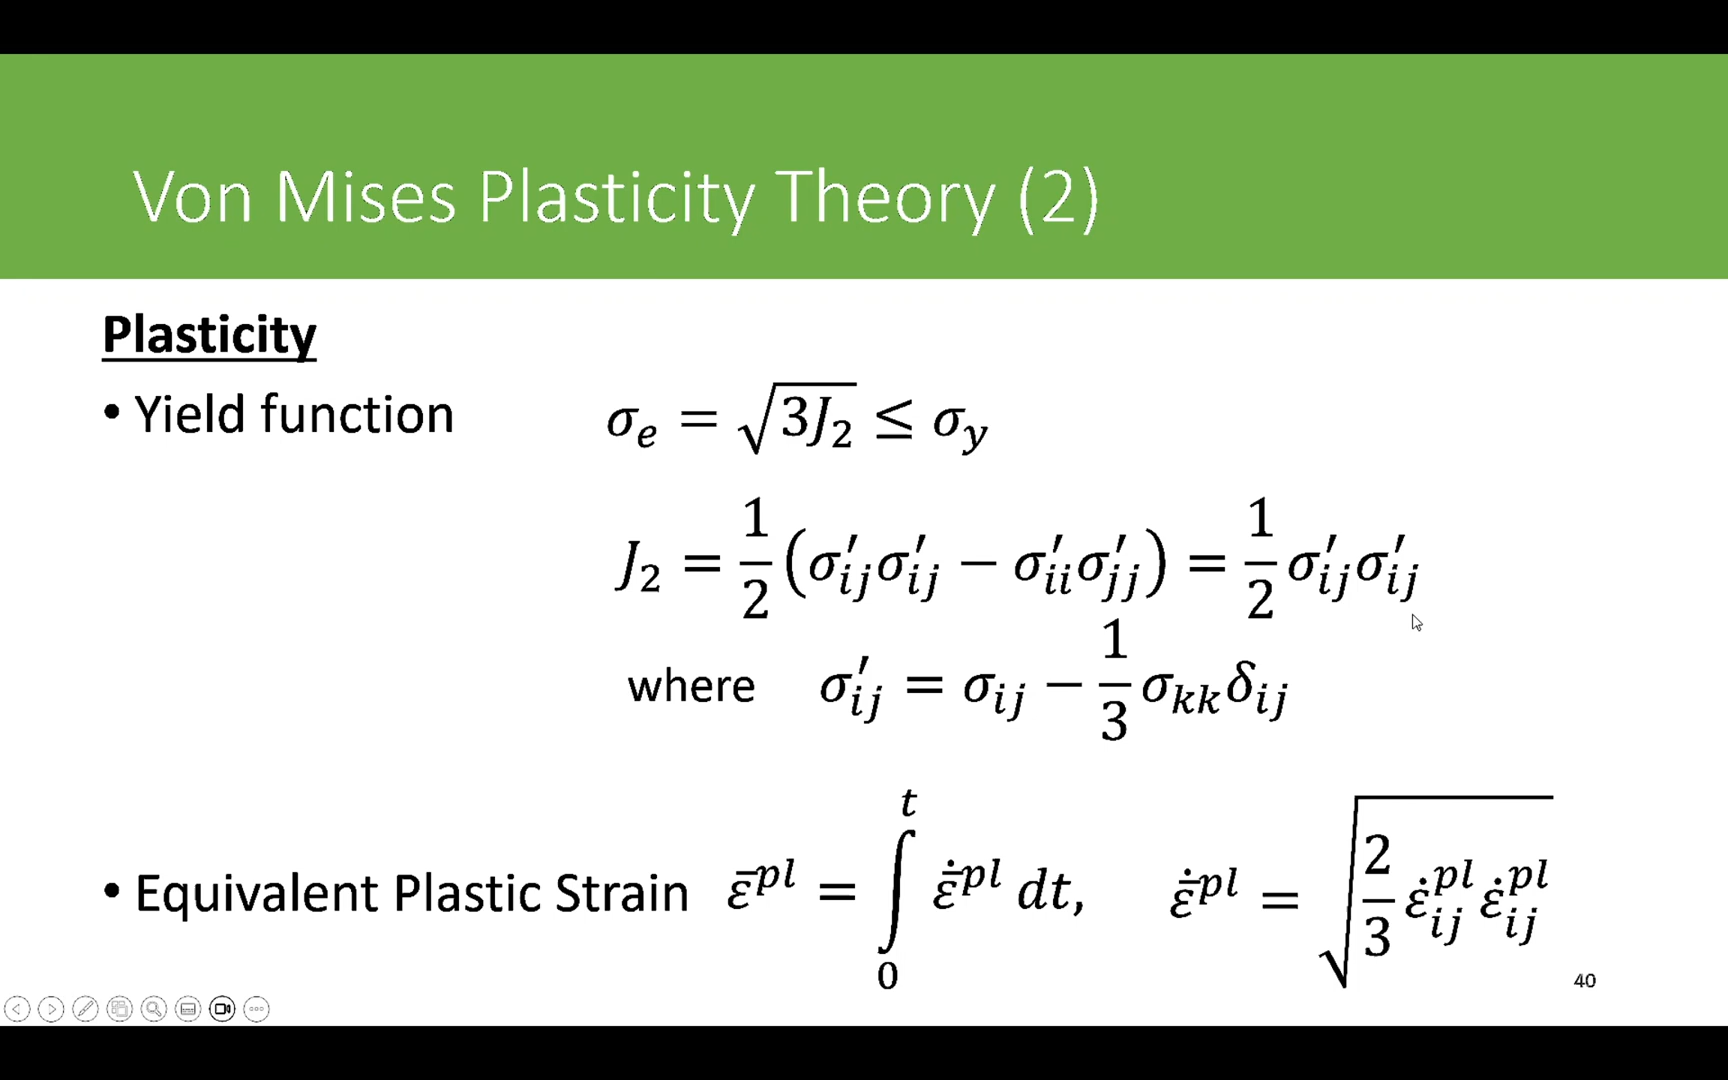 Von Mises Plasticity Theory (2)
Plasticity
• Yield function σ_e = √(3J_2) ≤ σ_y
J_2 = 1/2 (σ′_ij σ′_ij − σ′_ii σ′_jj) = 1/2 σ′_ij σ′_ij
where σ′_ij = σ_ij − 1/3 σ_kk δ_ij
• Equivalent Plastic Strain ε̄^pl = ∫_0^t ε̄̇^pl dt, ε̄̇^pl = √(2/3 ε̇^pl_ij ε̇^pl_ij)
40